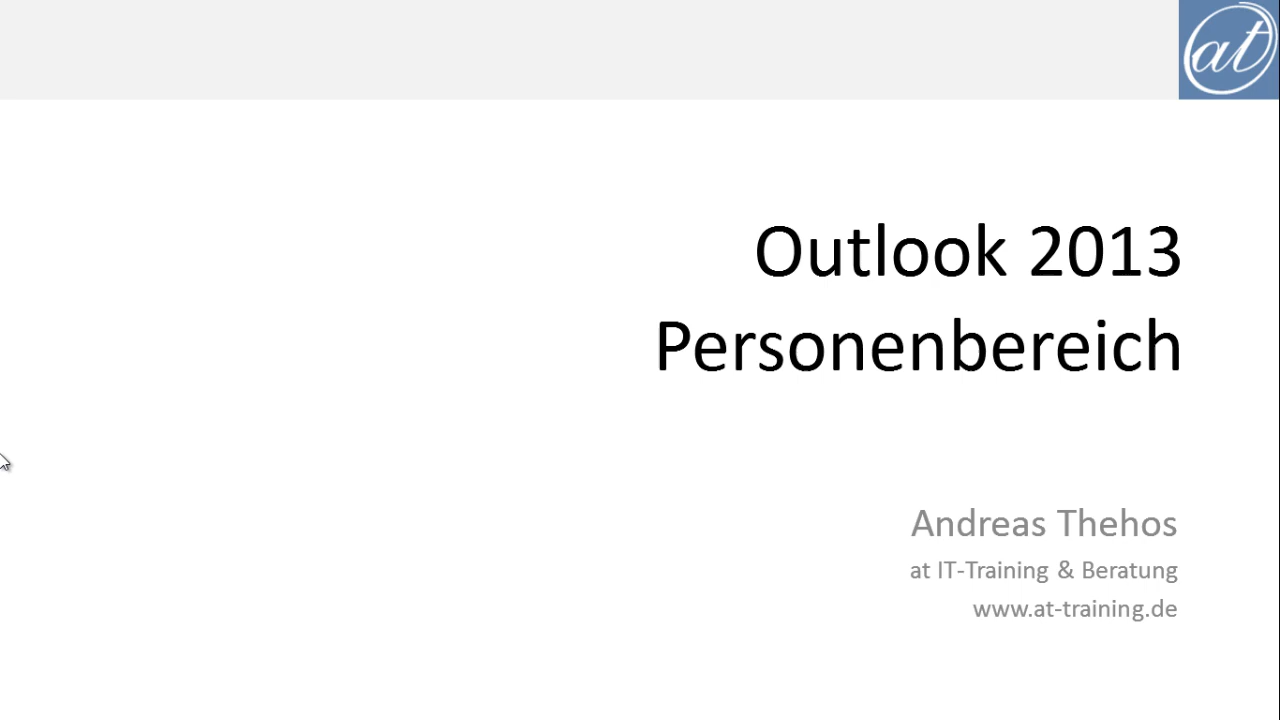 at
Outlook 2013
Personenbereich
Andreas Thehos
at IT-Training & Beratung
www.at-training.de